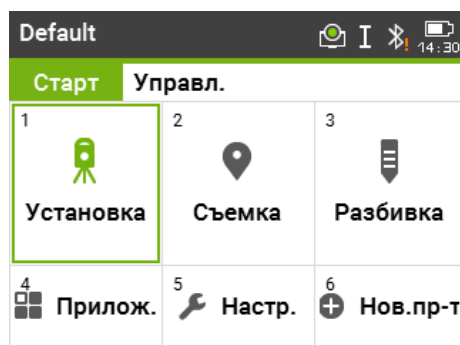 Default
I
14:30
Старт Управл.
1 2 3
Установка Съемка Разбивка
4 5 6
Прилож. Настр. Нов.пр-т